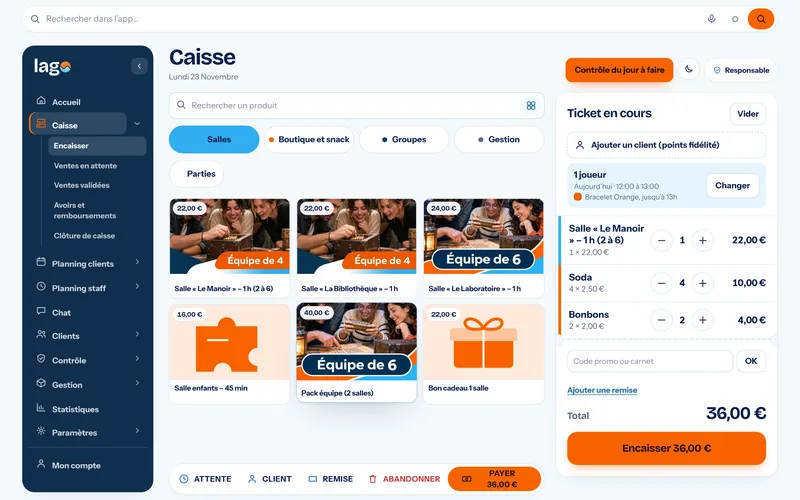 Rechercher dans l'app...
lago
Caisse
Lundi 23 Novembre
Contrôle du jour à faire
Responsable
Accueil
Caisse
Encaisser
Ventes en attente
Ventes validées
Avoirs et
remboursements
Clôture de caisse
Planning clients
Planning staff
Chat
Clients
Contrôle
Gestion
Statistiques
Paramètres
Mon compte
Rechercher un produit
Salles
Boutique et snack
Groupes
Gestion
Parties
22,00 €
Équipe de 4
Salle « Le Manoir » – 1 h (2 à 6)
22,00 €
Équipe de 4
Salle « La Bibliothèque » – 1 h
24,00 €
Équipe de 6
Salle « Le Laboratoire » – 1 h
16,00 €
Salle enfants – 45 min
40,00 €
Équipe de 6
Pack équipe (2 salles)
22,00 €
Bon cadeau 1 salle
ATTENTE
CLIENT
REMISE
ABANDONNER
PAYER
36,00 €
Ticket en cours
Vider
Ajouter un client (points fidélité)
1 joueur
Aujourd'hui · 12:00 à 13:00
Bracelet Orange, jusqu'à 13h
Changer
Salle « Le Manoir
» – 1 h (2 à 6)
1 × 22,00 €
1
22,00 €
Soda
4 × 2,50 €
4
10,00 €
Bonbons
2 × 2,00 €
2
4,00 €
Code promo ou carnet
OK
Ajouter une remise
Total
36,00 €
Encaisser 36,00 €